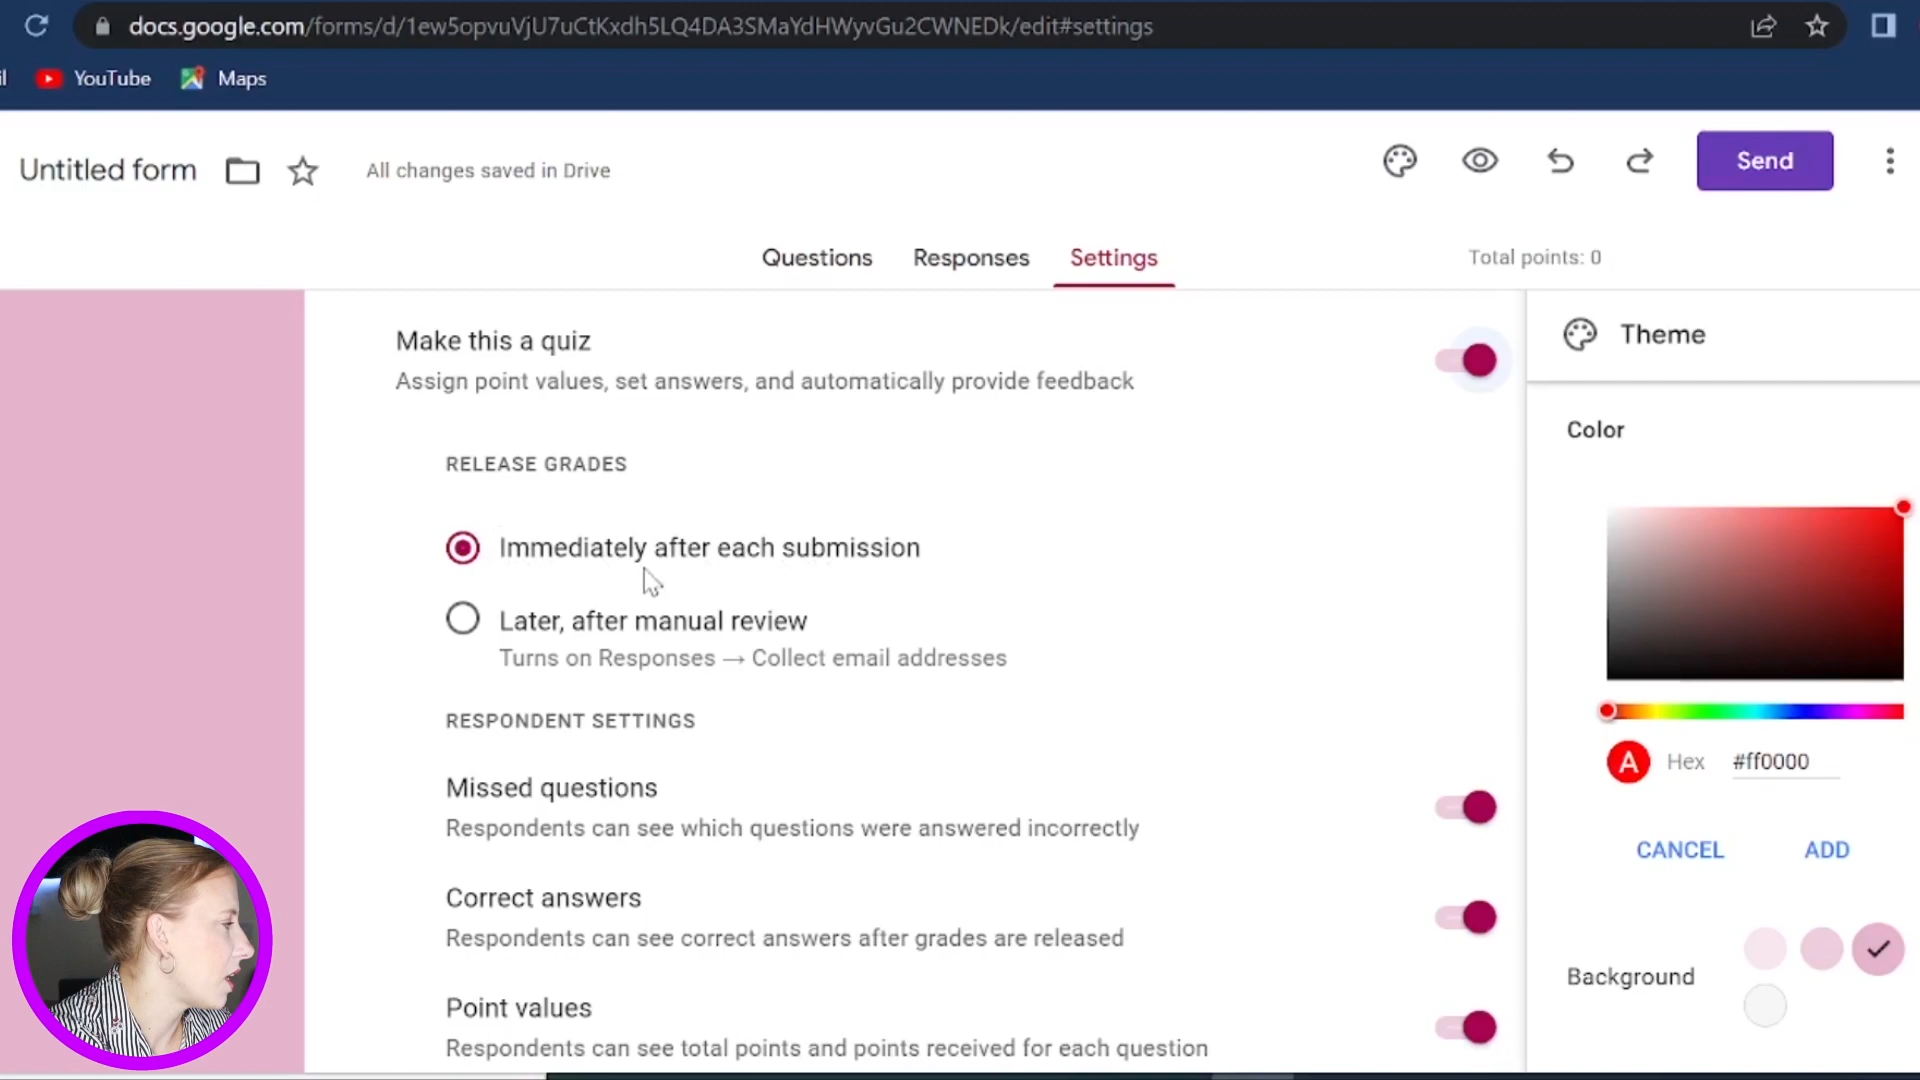 docs.google.com/forms/d/1ew5opvuVjU7uCtKxdh5LQ4DA3SMaYdHWyvGu2CWNEDk/edit#settings
YouTube
Maps
Untitled form
All changes saved in Drive
Send
Questions
Responses
Settings
Total points: 0
Make this a quiz
Assign point values, set answers, and automatically provide feedback
RELEASE GRADES
Immediately after each submission
Later, after manual review
Turns on Responses → Collect email addresses
RESPONDENT SETTINGS
Missed questions
Respondents can see which questions were answered incorrectly
Correct answers
Respondents can see correct answers after grades are released
Point values
Respondents can see total points and points received for each question
Theme
Color
A Hex #ff0000
CANCEL ADD
Background